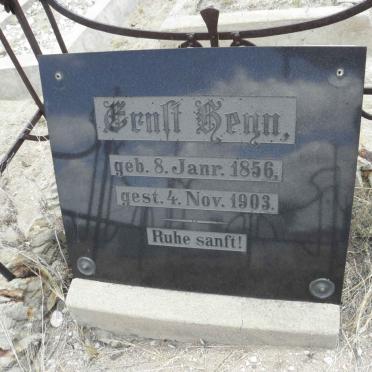 Ernst Heyn,
geb. 8. Janr. 1856.
gest. 4. Nov. 1903.
Ruhe sanft!